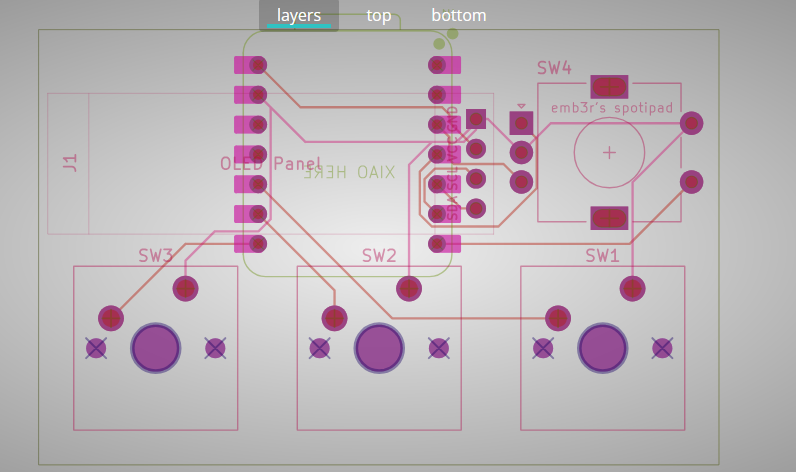 layers top bottom
SW4
emb3r's spotipad
J1
OLED Panel
XIAO HERE
SDA SCL VCC GND
SW3
SW2
SW1